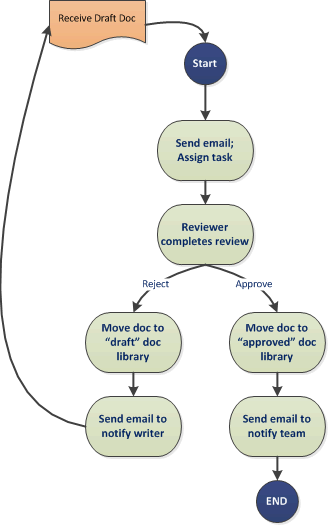 Receive Draft Doc
Start
Send email;
Assign task
Reviewer
completes review
Reject
Approve
Move doc to
“draft” doc
library
Move doc to
“approved” doc
library
Send email to
notify writer
Send email to
notify team
END